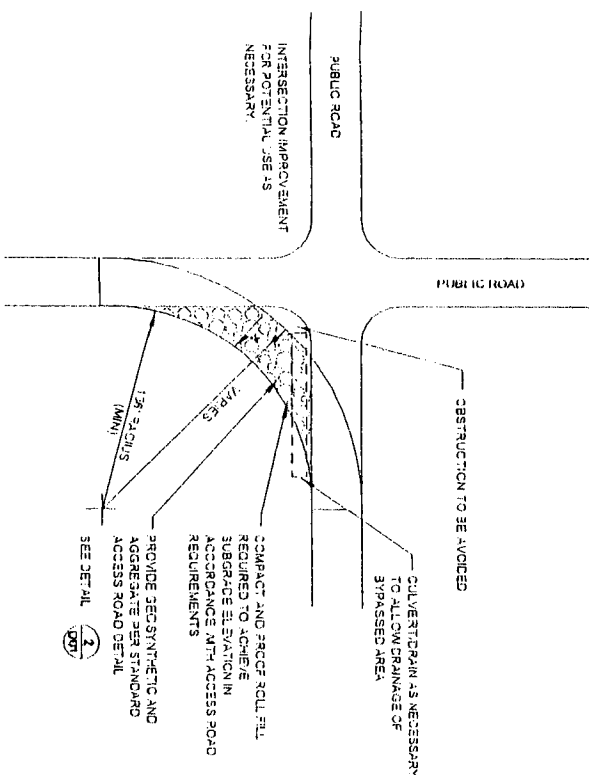 PUBLIC ROAD
INTERSECTION IMPROVEMENT
FOR POTENTIAL USE AS
NECESSARY.
PUBLIC ROAD
OBSTRUCTION TO BE AVOIDED
CULVERT/DRAIN AS NECESSARY
TO ALLOW DRAINAGE OF
BYPASSED AREA
VARIES
RADIUS
(MIN)
COMPACT AND PROOF ROLL FILL
REQUIRED TO ACHIEVE
SUBGRADE ELEVATION IN
ACCORDANCE WITH ACCESS ROAD
REQUIREMENTS
PROVIDE GEOSYNTHETIC AND
AGGREGATE PER STANDARD
ACCESS ROAD DETAIL
SEE DETAIL
2
D01